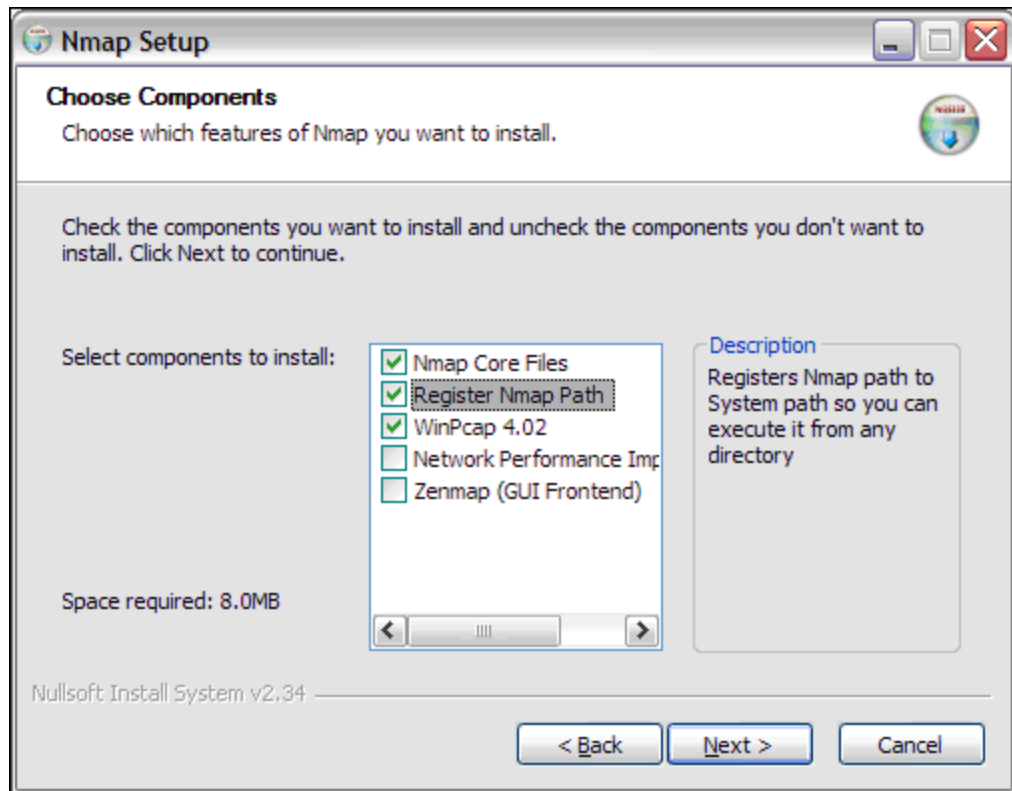 Nmap Setup
Choose Components
Choose which features of Nmap you want to install.
Check the components you want to install and uncheck the components you don't want to
install. Click Next to continue.
Select components to install:
Nmap Core Files
Register Nmap Path
WinPcap 4.02
Network Performance Imp
Zenmap (GUI Frontend)
Description
Registers Nmap path to
System path so you can
execute it from any
directory
Space required: 8.0MB
Nullsoft Install System v2.34
< Back
Next >
Cancel